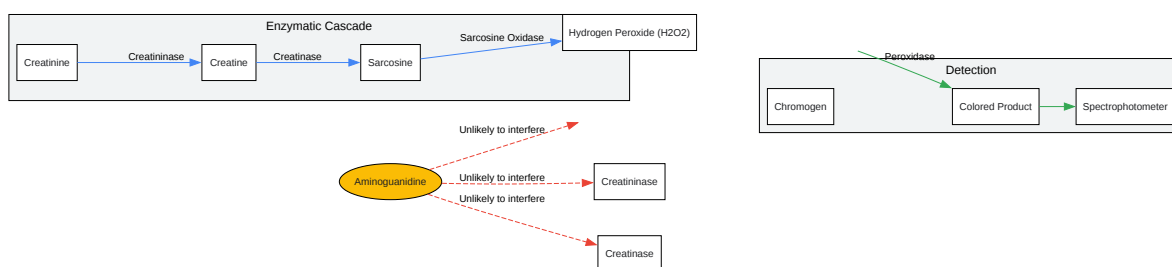 Enzymatic Cascade
Creatinine
Creatininase
Creatine
Creatinase
Sarcosine
Sarcosine Oxidase
Hydrogen Peroxide (H2O2)
Peroxidase
Detection
Chromogen
Colored Product
Spectrophotometer
Aminoguanidine
Unlikely to interfere
Unlikely to interfere
Creatininase
Unlikely to interfere
Creatinase